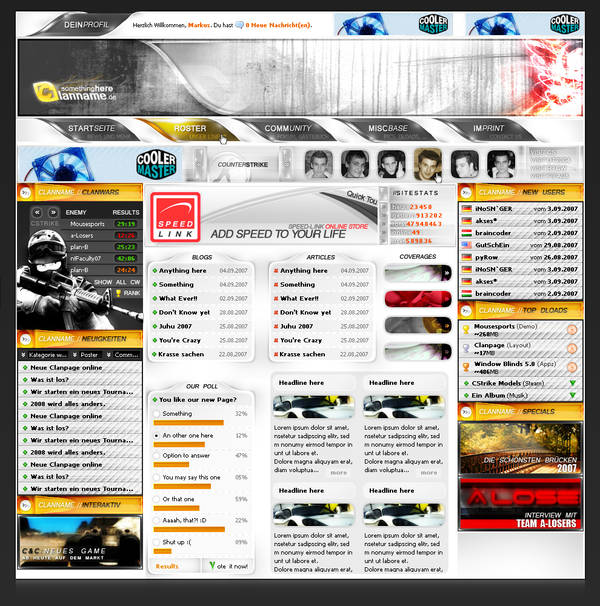 DEINPROFIL
Herzlich Willkommen, Markuz. Du hast 0 Neue Nachricht(en).
COOLER MASTER
COOLER MASTER
somethinghere
clanname.de
STARTSEITE
ROSTER
COMMUNITY
MISCBASE
IMPRINT
COOLER MASTER
COUNTERSTRIKE
CLANNAME // CLANWARS
ENEMY
RESULTS
CSTRIKE
Mousesports 29:19
a-Losers
plan-B 25:23
n!Faculty07 42:06
plan-B 24:24
SHOW ALL CW
RANK
CLANNAME // NEUIGKEITEN
Kategorie w...
Poster
Comm...
Neue Clanpage online
Was ist los?
Wir starten ein neues Tourna...
2008 wird alles anders.
Neue Clanpage online
Was ist los?
Wir starten ein neues Tourna...
2008 wird alles anders.
Neue Clanpage online
Was ist los?
Wir starten ein neues Tourna...
CLANNAME // INTERAKTIV
C&C NEUES GAME
AB HEUTE AUF DEM MARKT
SPEED LINK
Quick Tou
SPEED-LINK ONLINE STORE
ADD SPEED TO YOUR LIFE
SITESTATS
23458
913202
47948463
49
589836
BLOGS
Anything here 04.09.2007
Something 04.09.2007
What Ever!! 02.09.2007
Don't Know yet 28.08.2007
Juhu 2007 25.08.2007
You're Crazy 25.08.2007
Krasse sachen 22.08.2007
ARTICLES
Anything here 04.09.2007
Something 04.09.2007
What Ever!! 02.09.2007
Don't Know yet 28.08.2007
Juhu 2007 25.08.2007
You're Crazy 25.08.2007
Krasse sachen 22.08.2007
COVERAGES
OUR POLL
You like our new Page?
Something 32%
An other one here 12%
Option to answer 47%
You may say this one 05%
Or that one 59%
Aaaah, that?! :D 22%
Shut up :( 09%
Results
Vote it now!
Headline here
Lorem ipsum dolor sit amet,
nsetetur sadipscing elitr, sed
m nonumy eirmod tempor in
unt ut labore et.
Dolore magna aliquyam erat,
diam voluptua...
more
Headline here
Lorem ipsum dolor sit amet,
nsetetur sadipscing elitr, sed
m nonumy eirmod tempor in
unt ut labore et.
Dolore magna aliquyam erat,
diam voluptua...
more
Headline here
Lorem ipsum dolor sit amet,
nsetetur sadipscing elitr, sed
m nonumy eirmod tempor in
unt ut labore et.
Dolore magna aliquyam erat,
Headline here
Lorem ipsum dolor sit amet,
nsetetur sadipscing elitr, sed
m nonumy eirmod tempor in
unt ut labore et.
Dolore magna aliquyam erat,
CLANNAME // NEW USERS
iNoSN`GER vom 3.09.2007
akses* vom 3.09.2007
braincoder vom 2.09.2007
GutSchEin vom 29.08.2007
pyRow vom 26.08.2007
iNoSN`GER vom 3.09.2007
akses* vom 3.09.2007
braincoder vom 2.09.2007
CLANNAME // TOP DLOADS
Mousesports (Demo)
~268MB
Clanpage (Layout)
~17MB
Window Blinds 5.0 (Appz)
~406MB
CStrike Models (Steam)
Ein Album (Musik)
CLANNAME // SPECIALS
DIE SCHÖNSTEN BRÜCKEN
2007
A-LOSE
INTERVIEW MIT
TEAM A-LOSERS